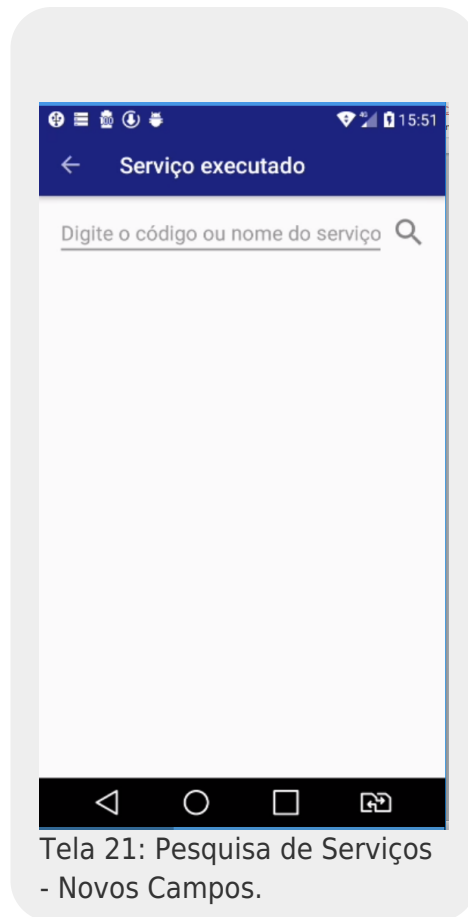 15:51
Serviço executado
Digite o código ou nome do serviço
Tela 21: Pesquisa de Serviços
- Novos Campos.